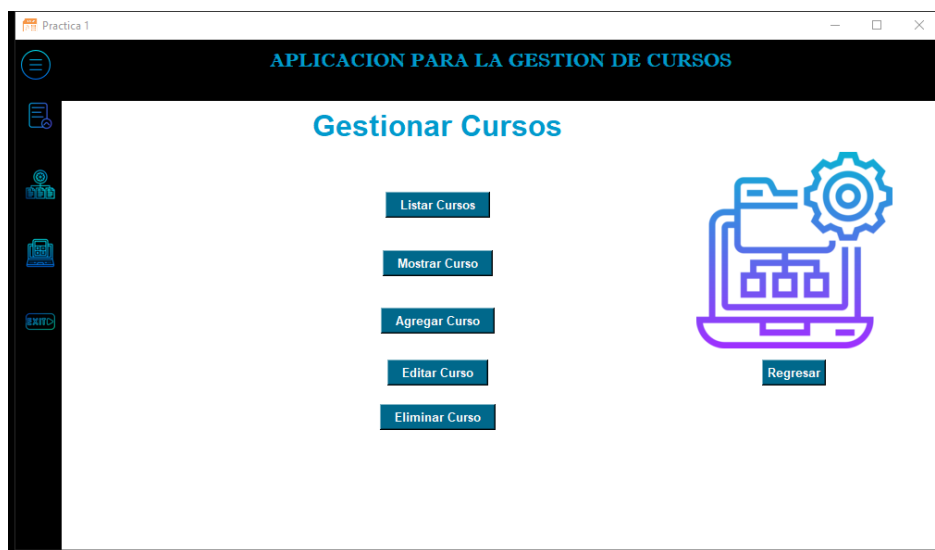 Practica 1
APLICACION PARA LA GESTION DE CURSOS
Gestionar Cursos
Listar Cursos
Mostrar Curso
Agregar Curso
EXIT
Editar Curso
Regresar
Eliminar Curso